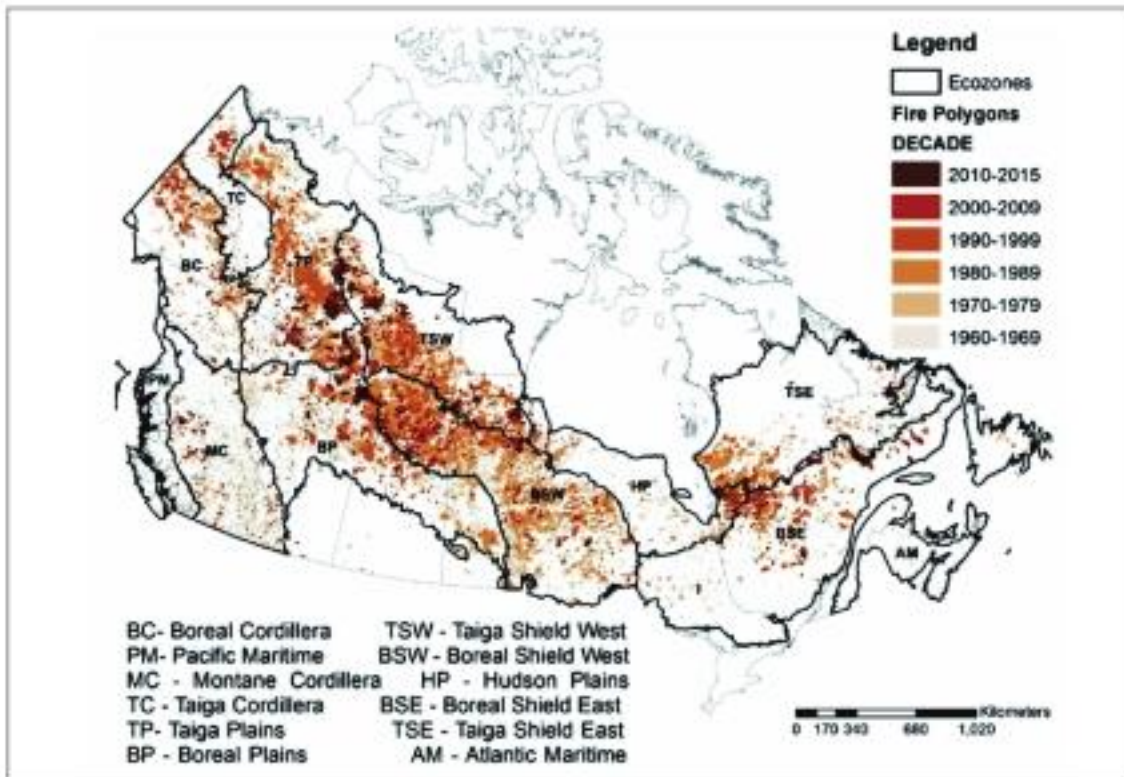 Legend
Ecozones
Fire Polygons
DECADE
2010-2015
2000-2009
1990-1999
1980-1989
1970-1979
1960-1969
TC
BC
TP
TSW
PM
MC
BP
BSW
HP
TSE
BSE
AM
BC- Boreal Cordillera
PM- Pacific Maritime
MC - Montane Cordillera
TC - Taiga Cordillera
TP- Taiga Plains
BP - Boreal Plains
TSW - Taiga Shield West
BSW - Boreal Shield West
HP - Hudson Plains
BSE - Boreal Shield East
TSE - Taiga Shield East
AM - Atlantic Maritime
Kilometers
0 170 340 680 1,020